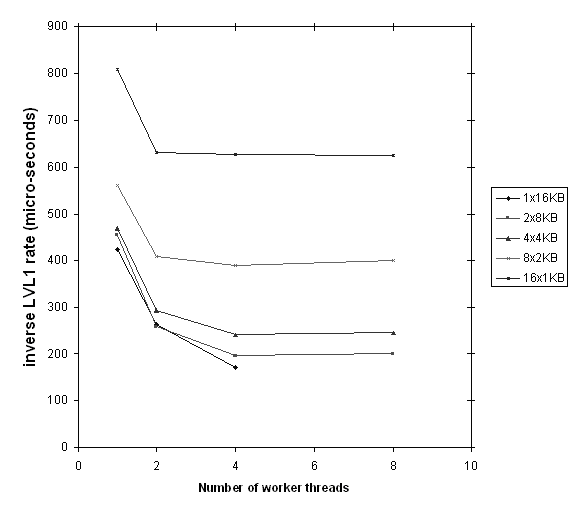 900
800
700
600
500
400
300
200
100
0
inverse LVL1 rate (micro-seconds)
0 2 4 6 8 10
Number of worker threads
1x16KB
2x8KB
4x4KB
8x2KB
16x1KB